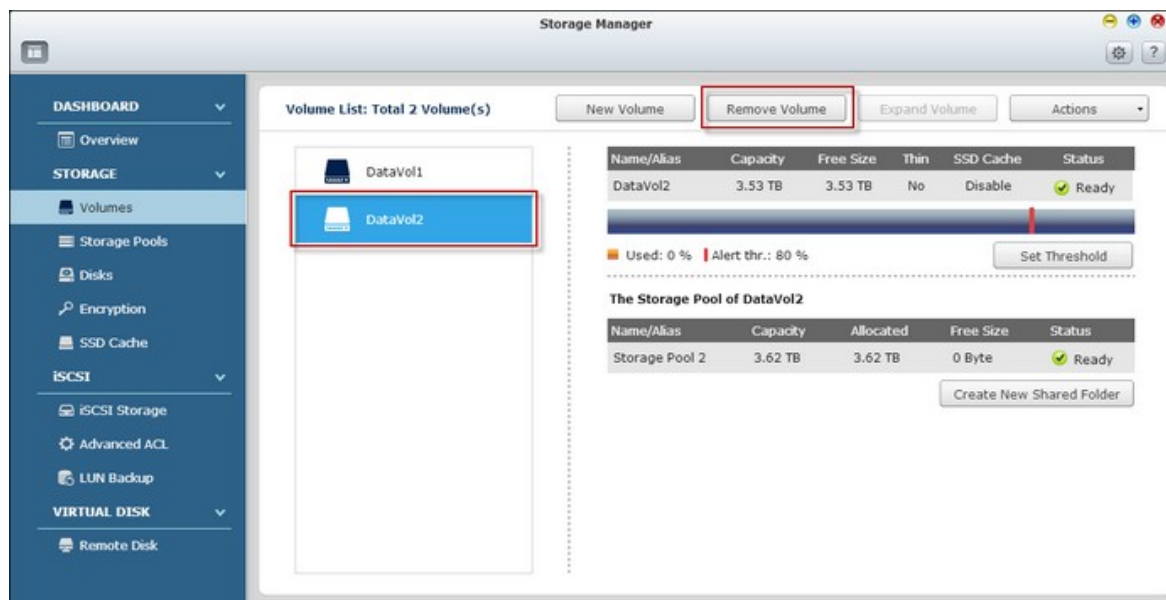 Storage Manager
?
DASHBOARD
Overview
STORAGE
Volumes
Storage Pools
Disks
Encryption
SSD Cache
iSCSI
iSCSI Storage
Advanced ACL
LUN Backup
VIRTUAL DISK
Remote Disk
Volume List: Total 2 Volume(s)
New Volume Remove Volume Expand Volume Actions
DataVol1
DataVol2
Name/Alias Capacity Free Size Thin SSD Cache Status
DataVol2 3.53 TB 3.53 TB No Disable Ready
Used: 0 % Alert thr.: 80 % Set Threshold
The Storage Pool of DataVol2
Name/Alias Capacity Allocated Free Size Status
Storage Pool 2 3.62 TB 3.62 TB 0 Byte Ready
Create New Shared Folder